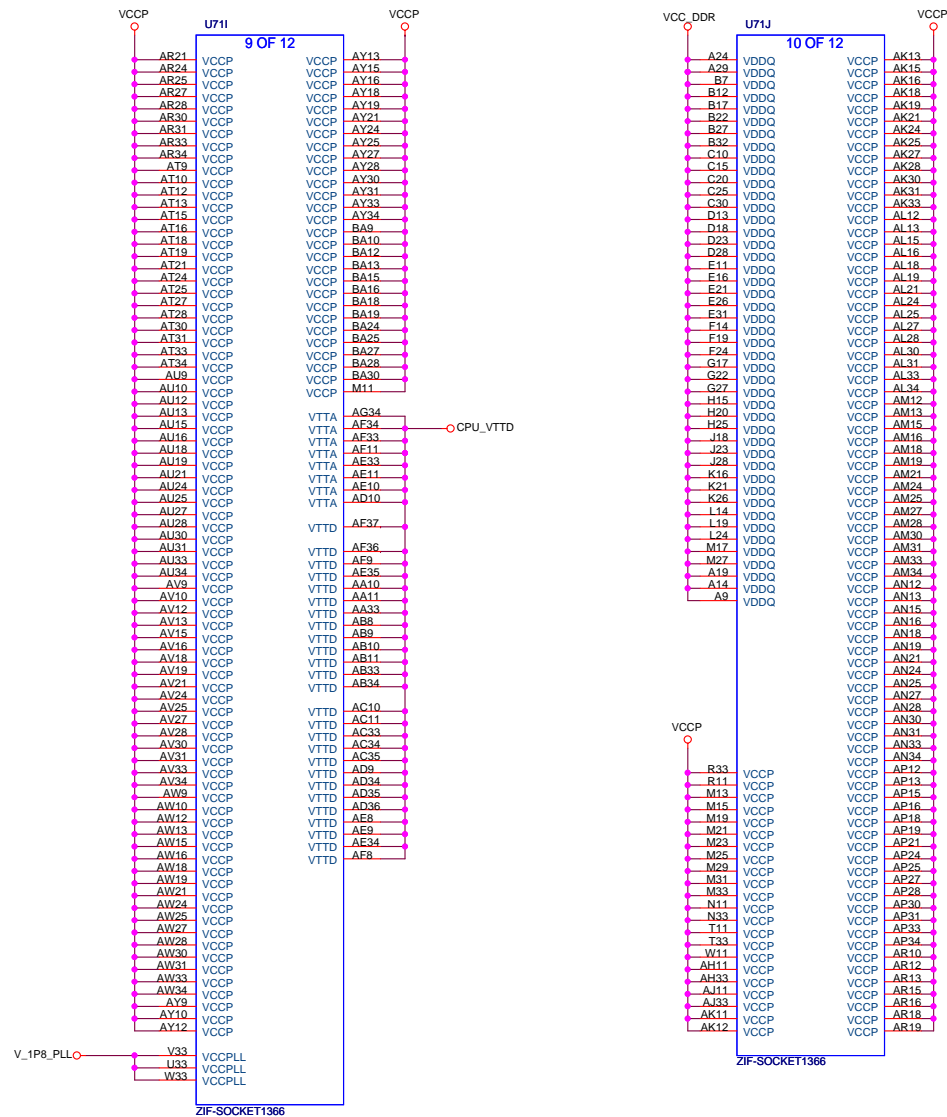 VCCP VCCP
U71I
9 OF 12
AR21 VCCP VCCP AY13
AR24 VCCP VCCP AY15
AR25 VCCP VCCP AY16
AR27 VCCP VCCP AY18
AR28 VCCP VCCP AY19
AR30 VCCP VCCP AY21
AR31 VCCP VCCP AY24
AR33 VCCP VCCP AY25
AR34 VCCP VCCP AY27
AT9 VCCP VCCP AY28
AT10 VCCP VCCP AY30
AT12 VCCP VCCP AY31
AT13 VCCP VCCP AY33
AT15 VCCP VCCP AY34
AT16 VCCP VCCP BA9
AT18 VCCP VCCP BA10
AT19 VCCP VCCP BA12
AT21 VCCP VCCP BA13
AT24 VCCP VCCP BA15
AT25 VCCP VCCP BA16
AT27 VCCP VCCP BA18
AT28 VCCP VCCP BA19
AT30 VCCP VCCP BA24
AT31 VCCP VCCP BA25
AT33 VCCP VCCP BA27
AT34 VCCP VCCP BA28
AU9 VCCP VCCP BA30
AU10 VCCP VCCP M11
AU12 VCCP
AU13 VCCP VTTA AG34
AU15 VCCP VTTA AF34 CPU_VTTD
AU16 VCCP VTTA AF33
AU18 VCCP VTTA AF11
AU19 VCCP VTTA AE33
AU21 VCCP VTTA AE11
AU24 VCCP VTTA AE10
AU25 VCCP VTTA AD10
AU27 VCCP
AU28 VCCP VTTD AF37
AU30 VCCP
AU31 VCCP VTTD AF36
AU33 VCCP VTTD AF9
AU34 VCCP VTTD AE35
AV9 VCCP VTTD AA10
AV10 VCCP VTTD AA11
AV12 VCCP VTTD AA33
AV13 VCCP VTTD AB8
AV15 VCCP VTTD AB9
AV16 VCCP VTTD AB10
AV18 VCCP VTTD AB11
AV19 VCCP VTTD AB33
AV21 VCCP VTTD AB34
AV24 VCCP
AV25 VCCP VTTD AC10
AV27 VCCP VTTD AC11
AV28 VCCP VTTD AC33
AV30 VCCP VTTD AC34
AV31 VCCP VTTD AC35
AV33 VCCP VTTD AD9
AV34 VCCP VTTD AD34
AW9 VCCP VTTD AD35
AW10 VCCP VTTD AD36
AW12 VCCP VTTD AE8
AW13 VCCP VTTD AE9
AW15 VCCP VTTD AE34
AW16 VCCP VTTD AF8
AW18 VCCP
AW19 VCCP
AW21 VCCP
AW24 VCCP
AW25 VCCP
AW27 VCCP
AW28 VCCP
AW30 VCCP
AW31 VCCP
AW33 VCCP
AW34 VCCP
AY9 VCCP
AY10 VCCP
AY12 VCCP
V_1P8_PLL V33 VCCPLL
U33 VCCPLL
W33 VCCPLL
ZIF-SOCKET1366
VCC_DDR VCCP
U71J
10 OF 12
A24 VDDQ VCCP AK13
A29 VDDQ VCCP AK15
B7 VDDQ VCCP AK16
B12 VDDQ VCCP AK18
B17 VDDQ VCCP AK19
B22 VDDQ VCCP AK21
B27 VDDQ VCCP AK24
B32 VDDQ VCCP AK25
C10 VDDQ VCCP AK27
C15 VDDQ VCCP AK28
C20 VDDQ VCCP AK30
C25 VDDQ VCCP AK31
C30 VDDQ VCCP AK33
D13 VDDQ VCCP AL12
D18 VDDQ VCCP AL13
D23 VDDQ VCCP AL15
D28 VDDQ VCCP AL16
E11 VDDQ VCCP AL18
E16 VDDQ VCCP AL19
E21 VDDQ VCCP AL21
E26 VDDQ VCCP AL24
E31 VDDQ VCCP AL25
F14 VDDQ VCCP AL27
F19 VDDQ VCCP AL28
F24 VDDQ VCCP AL30
G17 VDDQ VCCP AL31
G22 VDDQ VCCP AL33
G27 VDDQ VCCP AL34
H15 VDDQ VCCP AM12
H20 VDDQ VCCP AM13
H25 VDDQ VCCP AM15
J18 VDDQ VCCP AM16
J23 VDDQ VCCP AM18
J28 VDDQ VCCP AM19
K16 VDDQ VCCP AM21
K21 VDDQ VCCP AM24
K26 VDDQ VCCP AM25
L14 VDDQ VCCP AM27
L19 VDDQ VCCP AM28
L24 VDDQ VCCP AM30
M17 VDDQ VCCP AM31
M27 VDDQ VCCP AM33
A19 VDDQ VCCP AM34
A14 VDDQ VCCP AN12
A9 VDDQ VCCP AN13
VCCP AN15
VCCP AN16
VCCP AN18
VCCP AN19
VCCP AN21
VCCP AN24
VCCP AN25
VCCP AN27
VCCP AN28
VCCP AN30
VCCP
VCCP AN31
VCCP AN33
VCCP AN34
R33 VCCP VCCP AP12
R11 VCCP VCCP AP13
M13 VCCP VCCP AP15
M15 VCCP VCCP AP16
M19 VCCP VCCP AP18
M21 VCCP VCCP AP19
M23 VCCP VCCP AP21
M25 VCCP VCCP AP24
M29 VCCP VCCP AP25
M31 VCCP VCCP AP27
M33 VCCP VCCP AP28
N11 VCCP VCCP AP30
N33 VCCP VCCP AP31
T11 VCCP VCCP AP33
T33 VCCP VCCP AP34
W11 VCCP VCCP AR10
AH11 VCCP VCCP AR12
AH33 VCCP VCCP AR13
AJ11 VCCP VCCP AR15
AJ33 VCCP VCCP AR16
AK11 VCCP VCCP AR18
AK12 VCCP VCCP AR19
ZIF-SOCKET1366